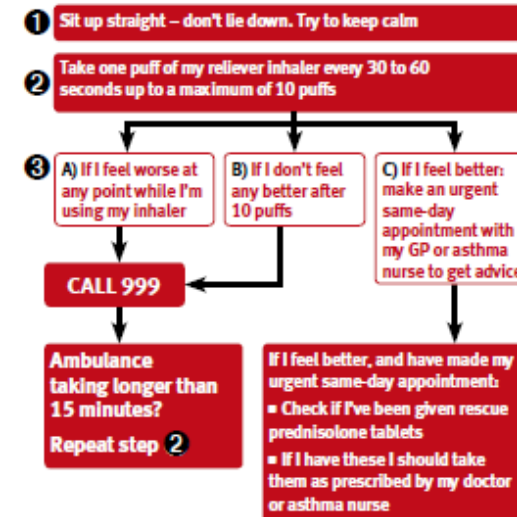 1 Sit up straight – don't lie down. Try to keep calm
2 Take one puff of my reliever inhaler every 30 to 60
seconds up to a maximum of 10 puffs
3
A) If I feel worse at
any point while I'm
using my inhaler
B) If I don't feel
any better after
10 puffs
C) If I feel better:
make an urgent
same-day
appointment with
my GP or asthma
nurse to get advice
CALL 999
Ambulance
taking longer than
15 minutes?
Repeat step 2
If I feel better, and have made my
urgent same-day appointment:
▪ Check if I've been given rescue
prednisolone tablets
▪ If I have these I should take
them as prescribed by my doctor
or asthma nurse